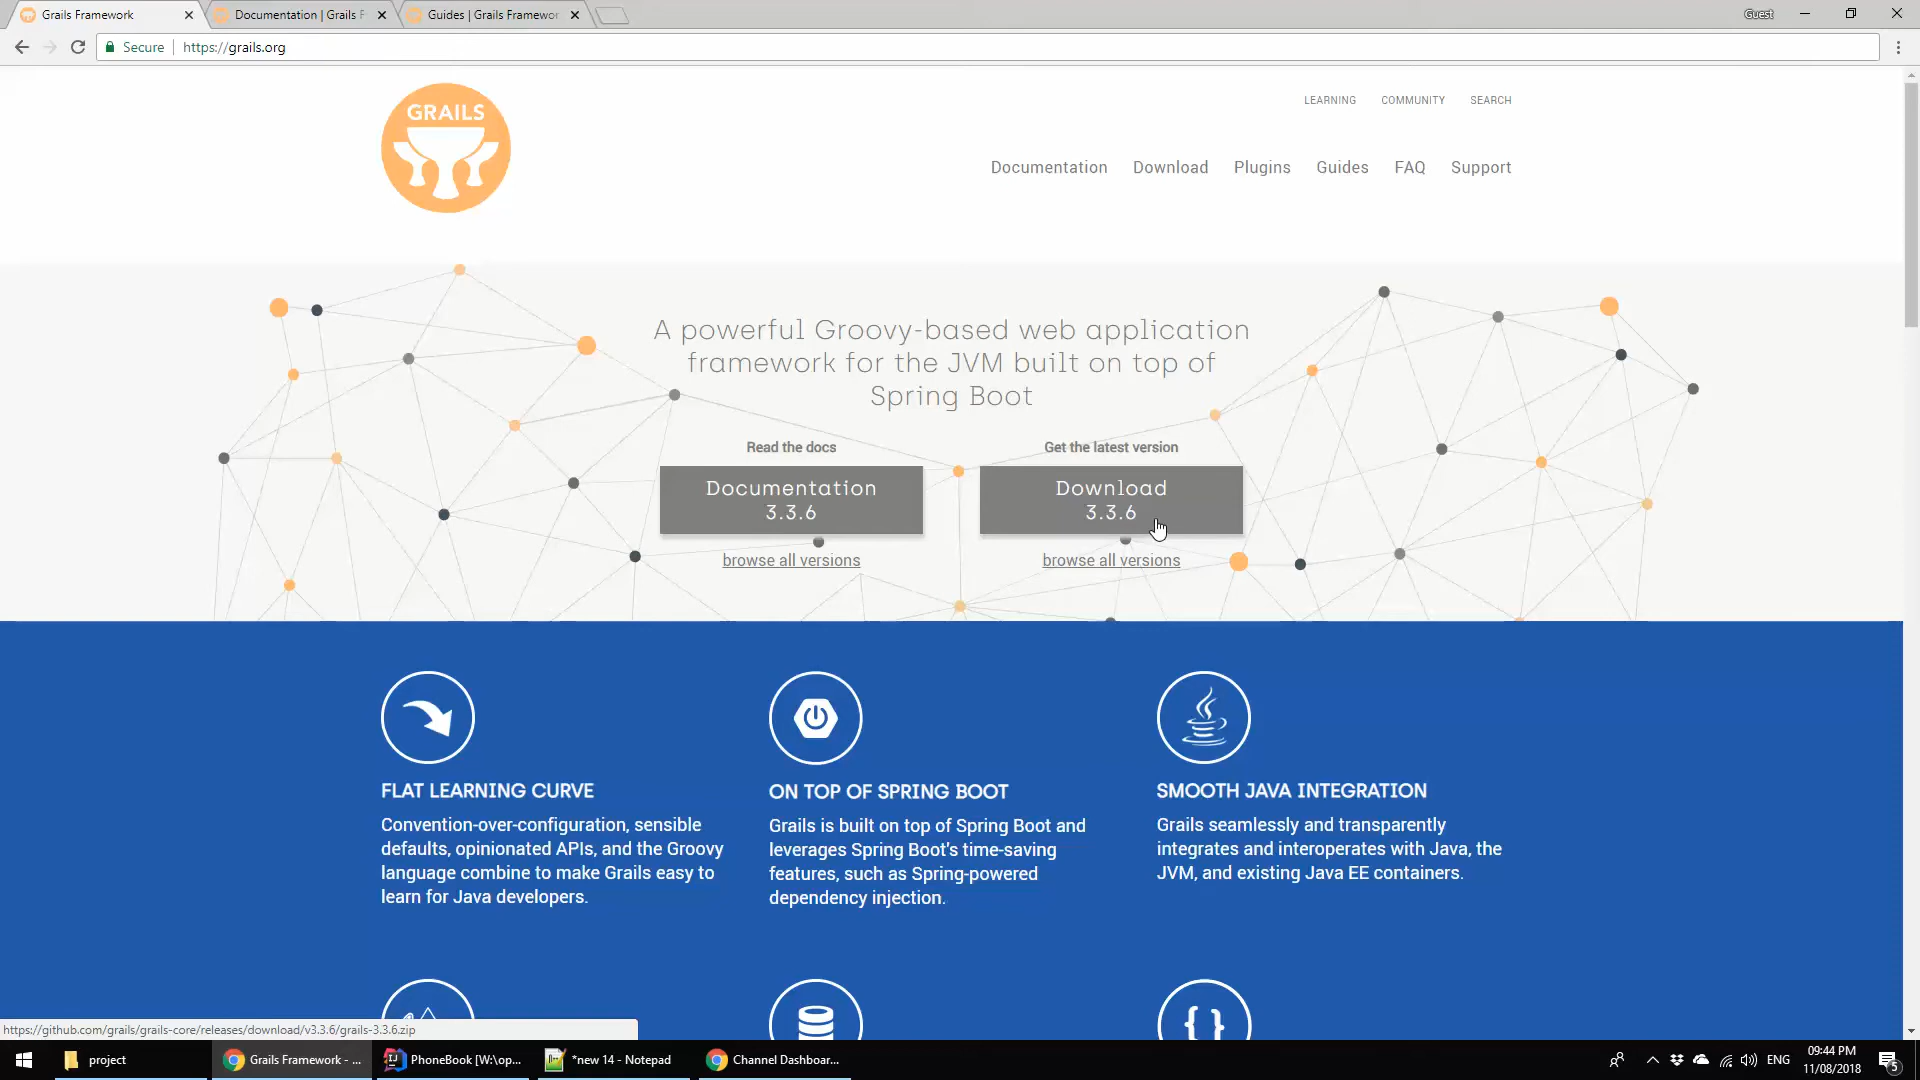 Grails Framework
Documentation | Grails F
Guides | Grails Framewor
Guest
Secure
https://grails.org
GRAILS
LEARNING
COMMUNITY
SEARCH
Documentation
Download
Plugins
Guides
FAQ
Support
A powerful Groovy-based web application
framework for the JVM built on top of
Spring Boot
Read the docs
Documentation
3.3.6
browse all versions
Get the latest version
Download
3.3.6
browse all versions
FLAT LEARNING CURVE
Convention-over-configuration, sensible
defaults, opinionated APIs, and the Groovy
language combine to make Grails easy to
learn for Java developers.
ON TOP OF SPRING BOOT
Grails is built on top of Spring Boot and
leverages Spring Boot's time-saving
features, such as Spring-powered
dependency injection.
SMOOTH JAVA INTEGRATION
Grails seamlessly and transparently
integrates and interoperates with Java, the
JVM, and existing Java EE containers.
{ }
https://github.com/grails/grails-core/releases/download/v3.3.6/grails-3.3.6.zip
project
Grails Framework - ...
IJ
PhoneBook [W:\op...
*new 14 - Notepad
Channel Dashboar...
ENG
09:44 PM
11/08/2018
5